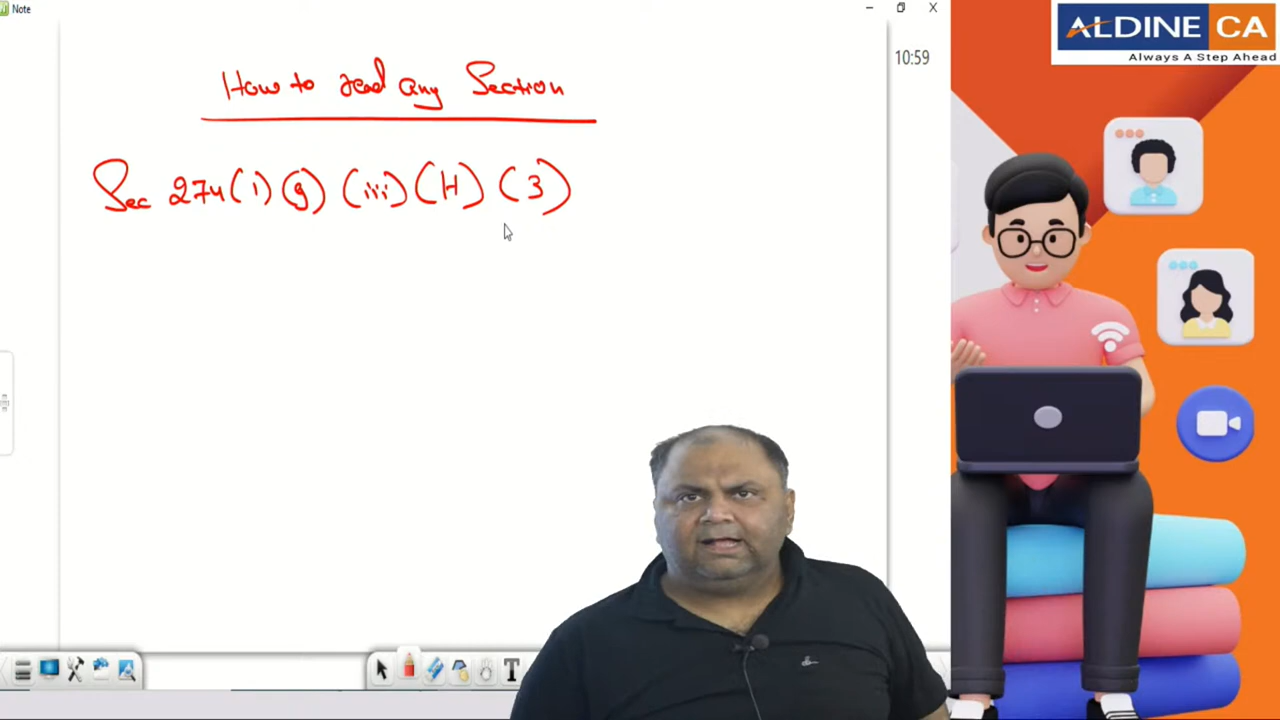 Note
ALDINE CA
Always A Step Ahead
10:59
How to read any Section
Sec 274(1)(g)(iii)(H)(3)
T